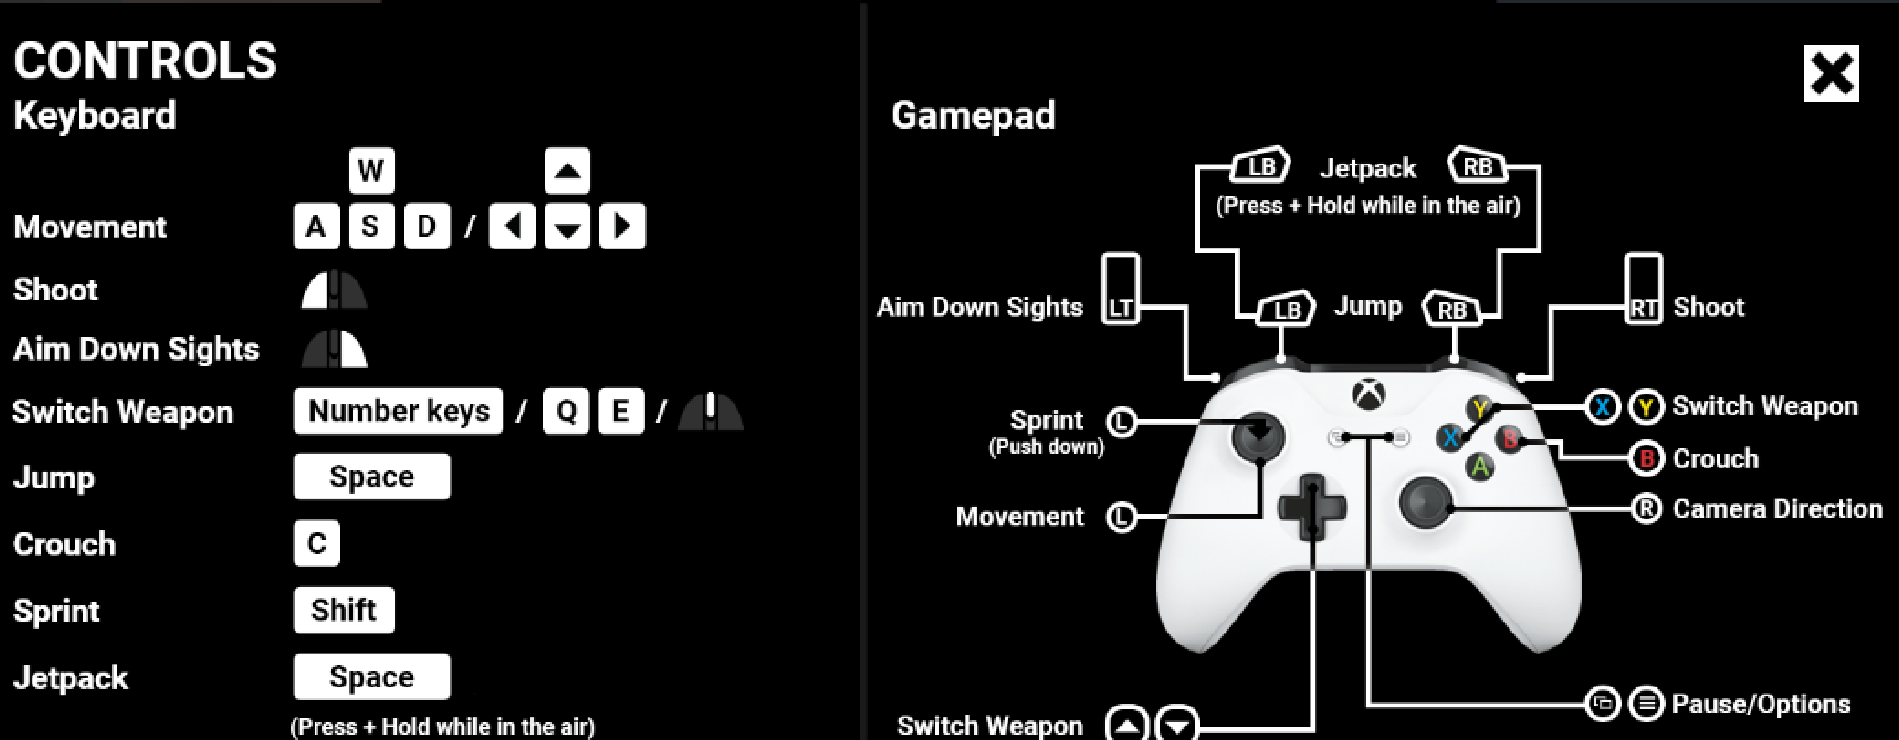 CONTROLS
Keyboard
W
Movement A S D /
Shoot
Aim Down Sights
Switch Weapon Number keys / Q E /
Jump Space
Crouch C
Sprint Shift
Jetpack Space
(Press + Hold while in the air)
Gamepad
LB Jetpack RB
(Press + Hold while in the air)
Aim Down Sights LT LB Jump RB RT Shoot
Sprint L
(Push down)
Movement L
Y
X B
A
X Y Switch Weapon
B Crouch
R Camera Direction
Switch Weapon
Pause/Options